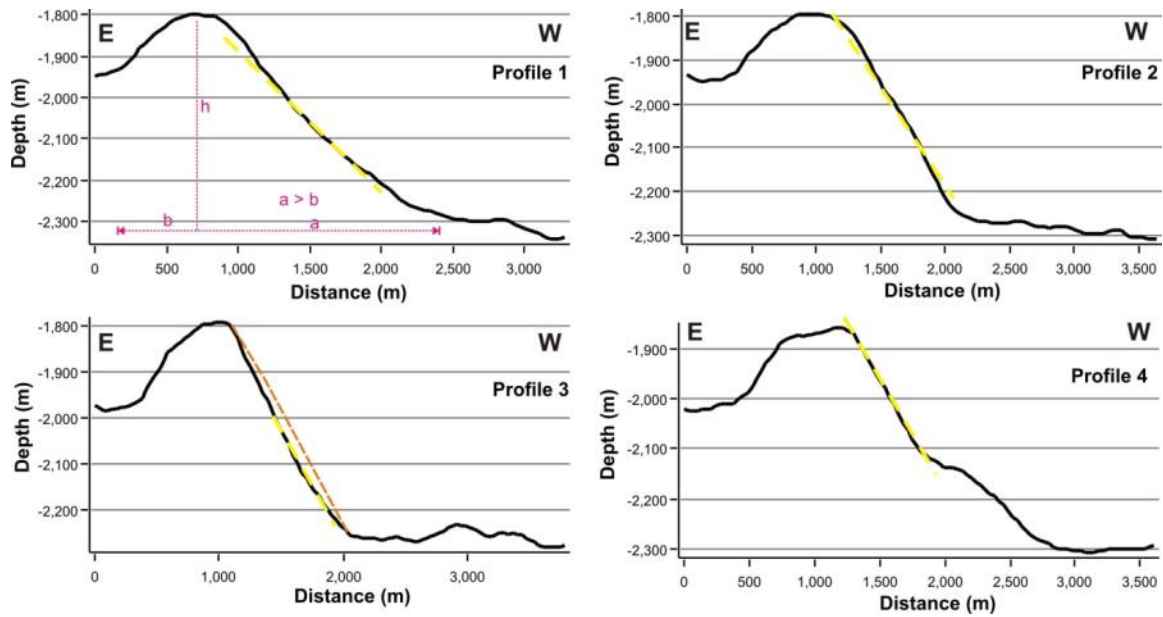 -1,800
-1,900
-2,000
-2,100
-2,200
-2,300
Depth (m)
E
W
Profile 1
h
a > b
b
a
0
500
1,000
1,500
2,000
2,500
3,000
Distance (m)
-1,800
-1,900
-2,000
-2,100
-2,200
-2,300
Depth (m)
E
W
Profile 2
0
500
1,000
1,500
2,000
2,500
3,000
3,500
Distance (m)
-1,800
-1,900
-2,000
-2,100
-2,200
Depth (m)
E
W
Profile 3
0
1,000
2,000
3,000
Distance (m)
-1,900
-2,000
-2,100
-2,200
-2,300
Depth (m)
E
W
Profile 4
0
500
1,000
1,500
2,000
2,500
3,000
3,500
Distance (m)